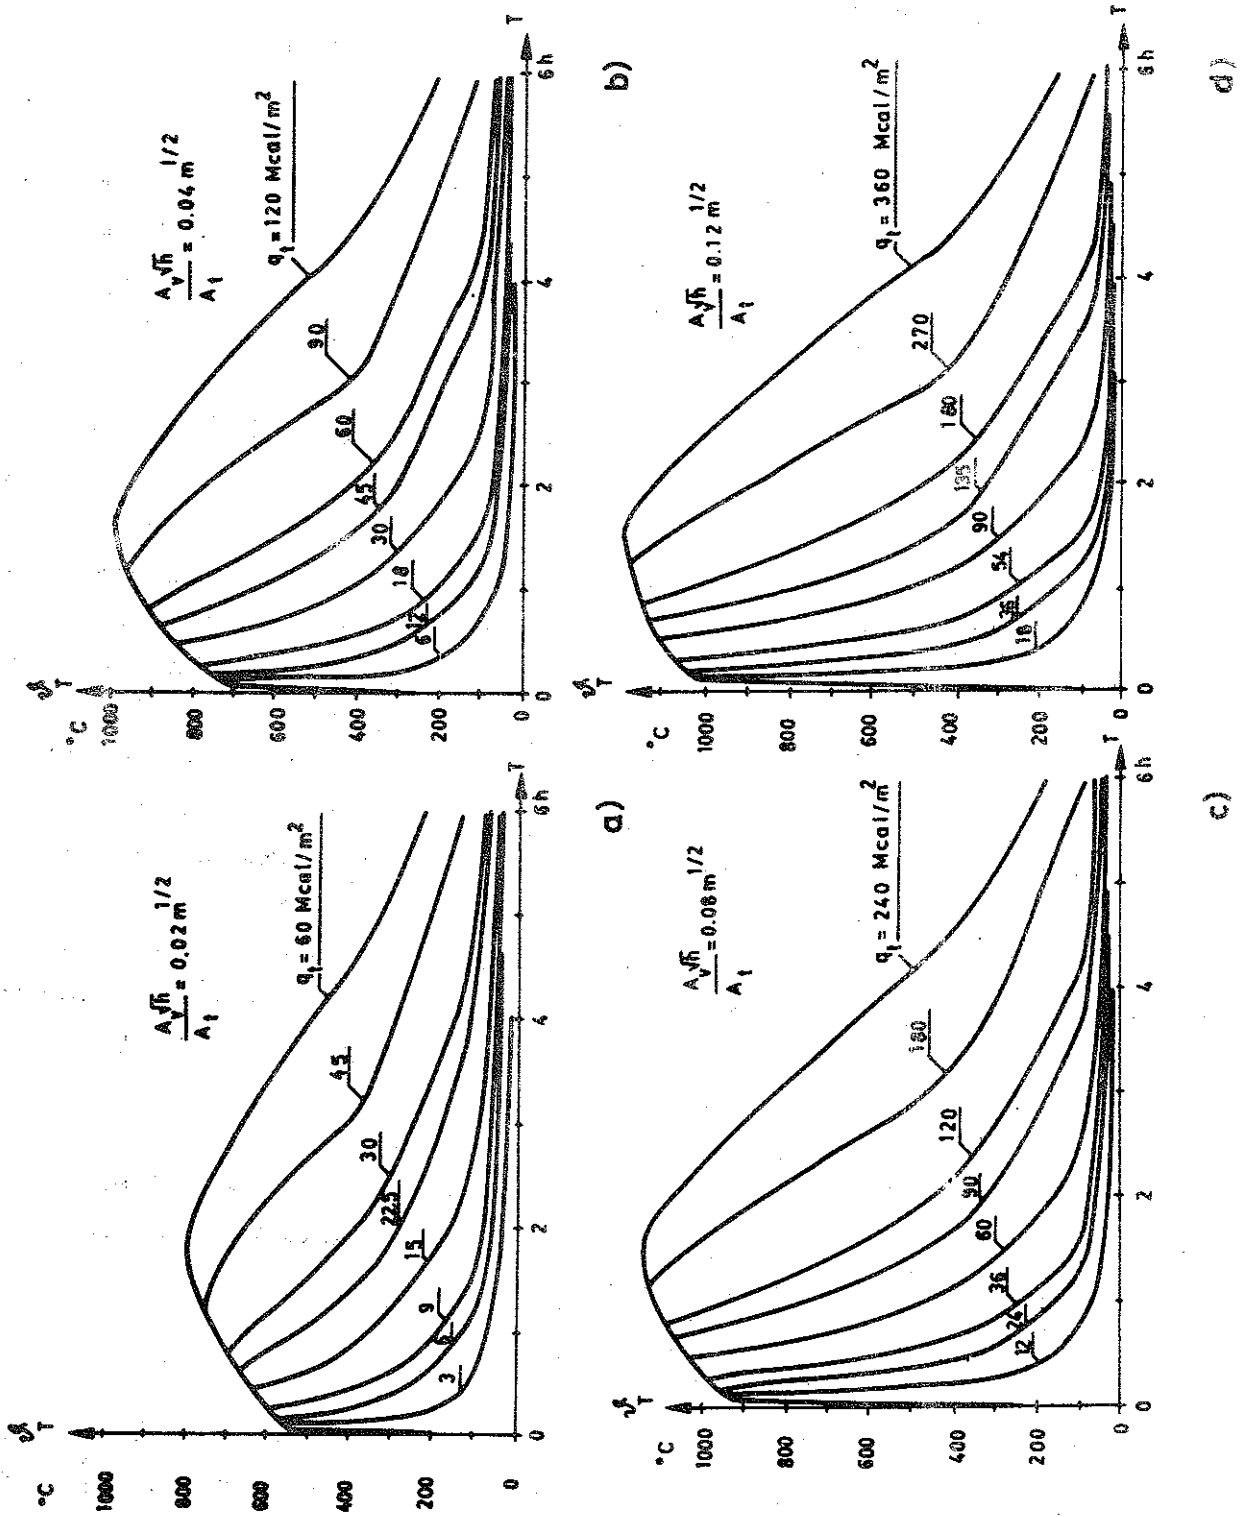 ϑ_T
°C
1000
800
600
400
200
0
A_v√h / A_t = 0.02 m^1/2
q_t = 60 Mcal/m²
45
30
22.5
15
9
6
3
0
2
4
6 h
T
a)
ϑ_T
°C
1000
800
600
400
200
0
A_v√h / A_t = 0.04 m^1/2
q_t = 120 Mcal/m²
90
60
45
30
18
12
6
0
2
4
6 h
T
b)
ϑ_T
°C
1000
800
600
400
200
0
A_v√h / A_t = 0.08 m^1/2
q_t = 240 Mcal/m²
180
120
90
60
36
24
12
0
2
4
6 h
T
c)
ϑ_T
°C
1000
800
600
400
200
0
A_v√h / A_t = 0.12 m^1/2
q_t = 360 Mcal/m²
270
180
135
90
54
36
18
0
2
4
6 h
T
d)